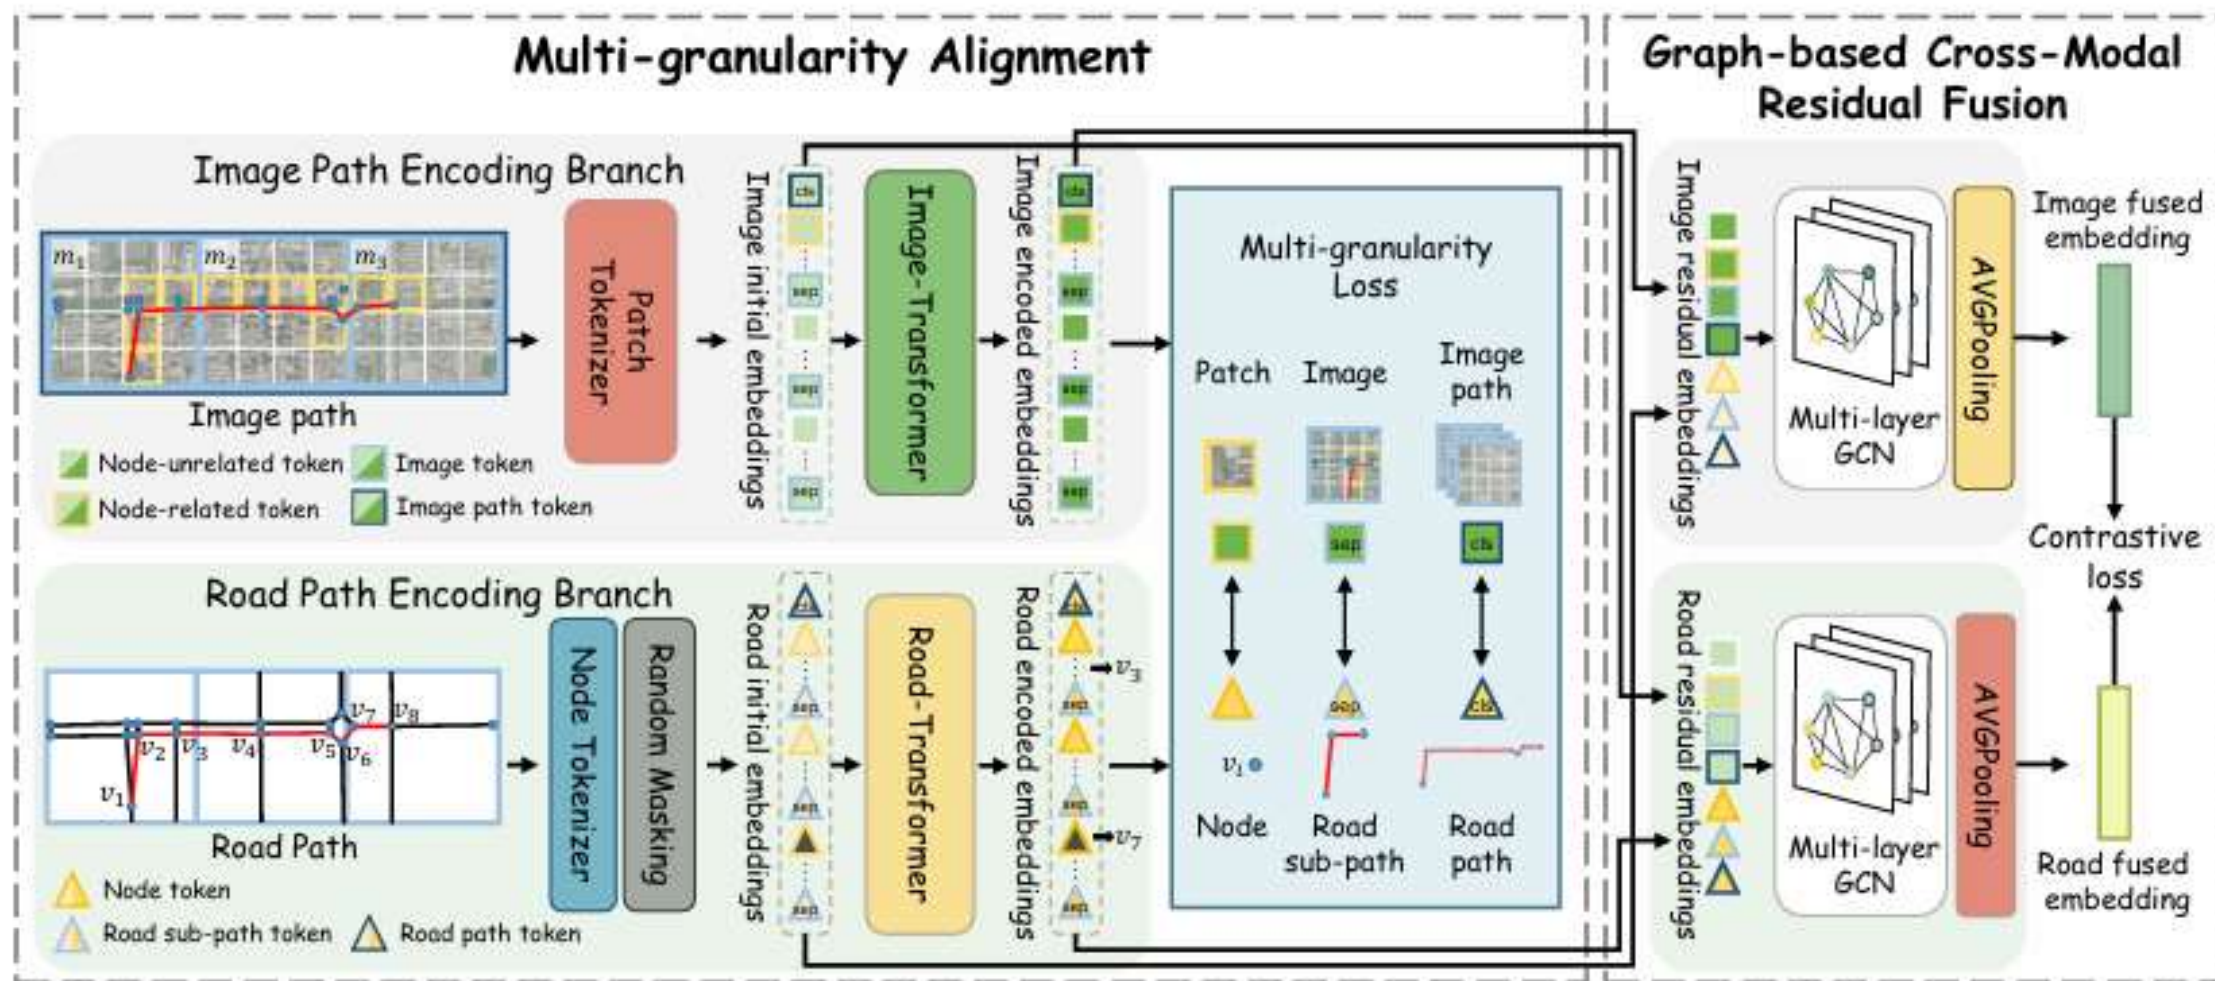 Multi-granularity Alignment
Graph-based Cross-Modal
Residual Fusion
Image Path Encoding Branch
m₁
m₂
m₃
Image path
Node-unrelated token
Image token
Node-related token
Image path token
Patch
Tokenizer
Image initial embeddings
cls
sep
sep
sep
Image-Transformer
Image encoded embeddings
cls
sep
sep
sep
Road Path Encoding Branch
v₁
v₂
v₃
v₄
v₅
v₆
v₇
v₈
Road Path
Node token
Road sub-path token
Road path token
Node Tokenizer
Random Masking
Road initial embeddings
cls
sep
sep
sep
Road-Transformer
Road encoded embeddings
cls
sep
sep
sep
v₃
v₇
Multi-granularity
Loss
Patch
Image
Image
path
sep
cls
sep
cls
Node
Road
sub-path
Road
path
Image residual embeddings
Multi-layer
GCN
AVGPooling
Image fused
embedding
Contrastive
loss
Road residual embeddings
Multi-layer
GCN
AVGPooling
Road fused
embedding